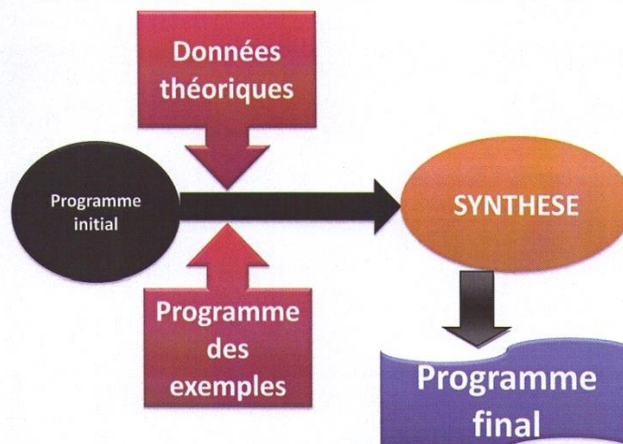 Données
théoriques
Programme
initial
SYNTHESE
Programme
des
exemples
Programme
final